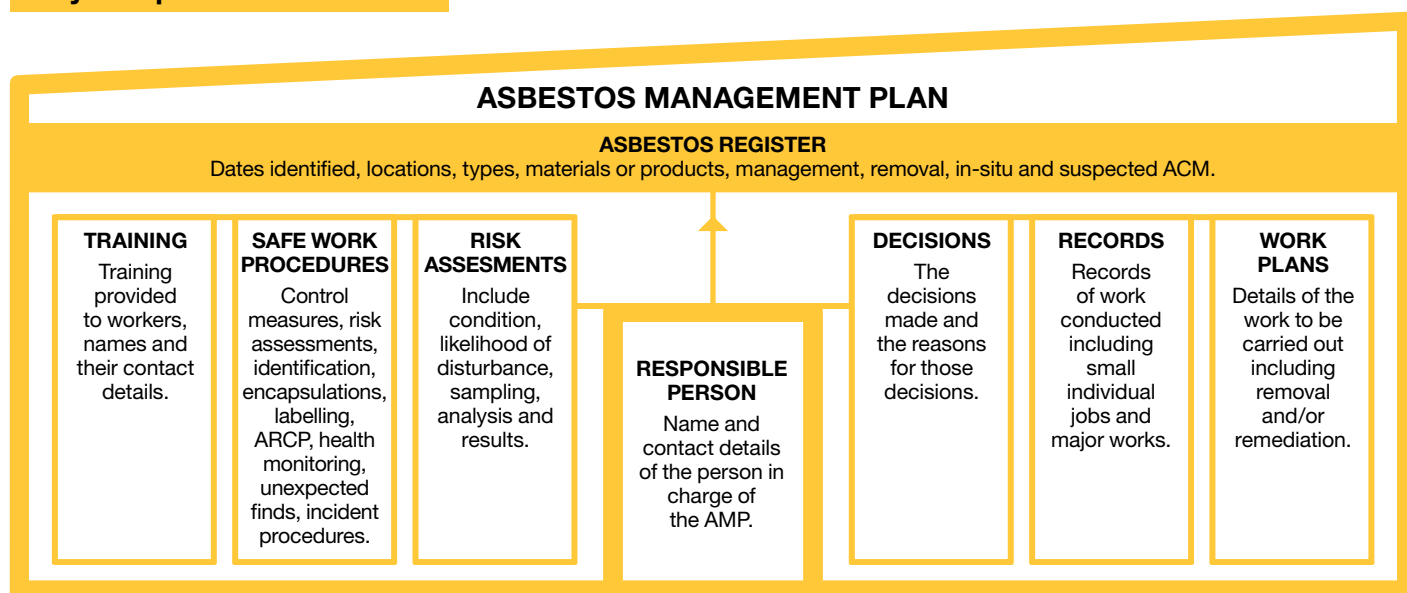 ASBESTOS MANAGEMENT PLAN
ASBESTOS REGISTER
Dates identified, locations, types, materials or products, management, removal, in-situ and suspected ACM.
TRAINING
Training
provided
to workers,
names and
their contact
details.
SAFE WORK
PROCEDURES
Control
measures, risk
assessments,
identification,
encapsulations,
labelling,
ARCP, health
monitoring,
unexpected
finds, incident
procedures.
RISK
ASSESMENTS
Include
condition,
likelihood of
disturbance,
sampling,
analysis and
results.
RESPONSIBLE
PERSON
Name and
contact details
of the person in
charge of
the AMP.
DECISIONS
The
decisions
made and
the reasons
for those
decisions.
RECORDS
Records
of work
conducted
including
small
individual
jobs and
major works.
WORK
PLANS
Details of the
work to be
carried out
including
removal
and/or
remediation.